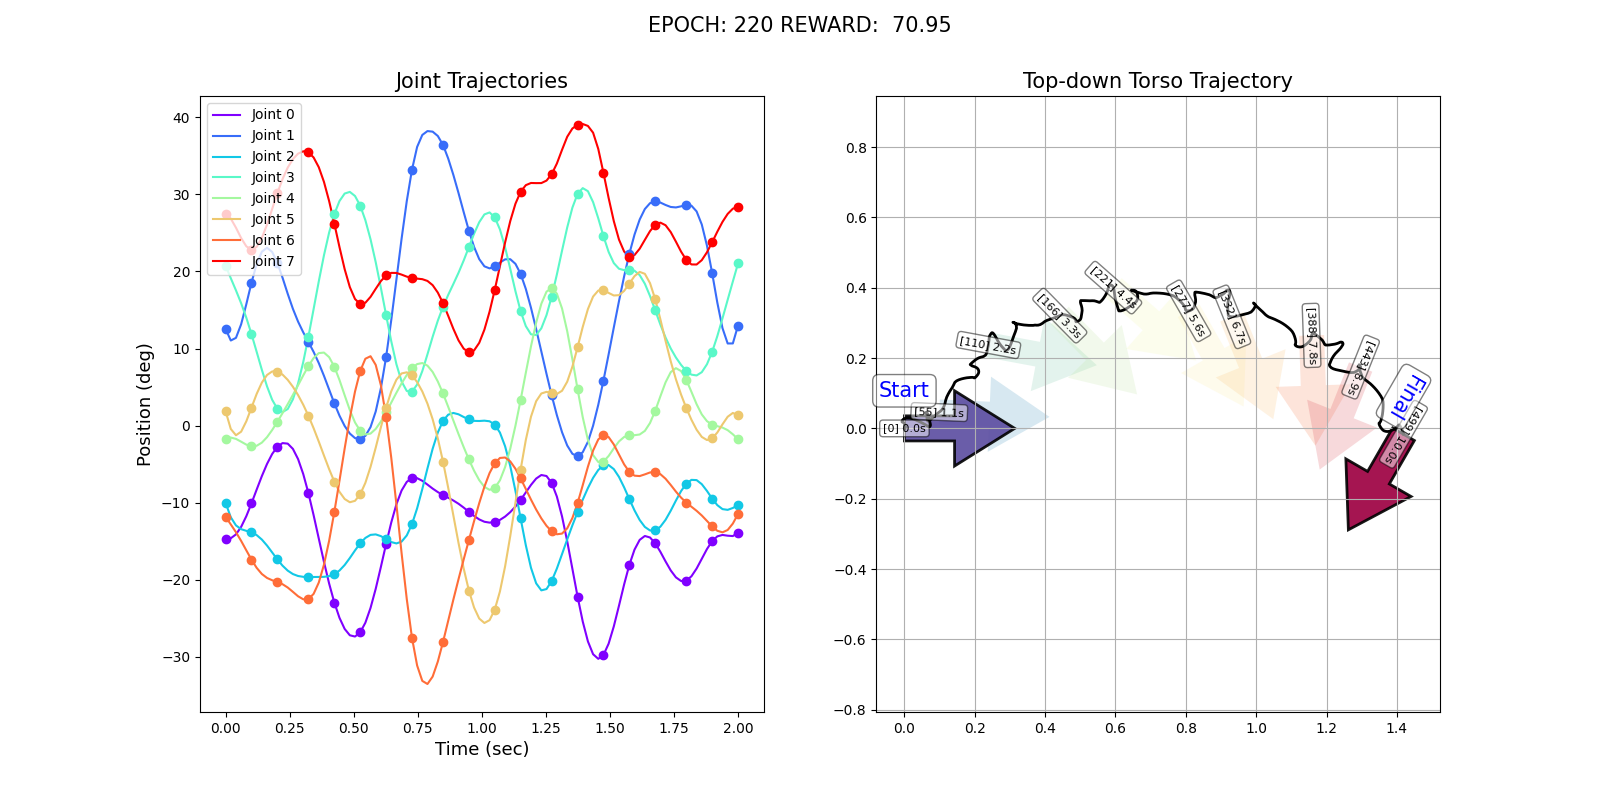 EPOCH: 220 REWARD:  70.95
Joint Trajectories
Position (deg)
40
30
20
10
0
−10
−20
−30
Joint 0
Joint 1
Joint 2
Joint 3
Joint 4
Joint 5
Joint 6
Joint 7
0.00 0.25 0.50 0.75 1.00 1.25 1.50 1.75 2.00
Time (sec)
Top-down Torso Trajectory
0.8
0.6
0.4
0.2
0.0
−0.2
−0.4
−0.6
−0.8
Start
[0] 0.0s
[55] 1.1s
[110] 2.2s
[166] 3.3s
[221] 4.4s
[277] 5.6s
[332] 6.7s
[388] 7.8s
[443] 8.9s
[499] 10.0s
Final
0.0 0.2 0.4 0.6 0.8 1.0 1.2 1.4